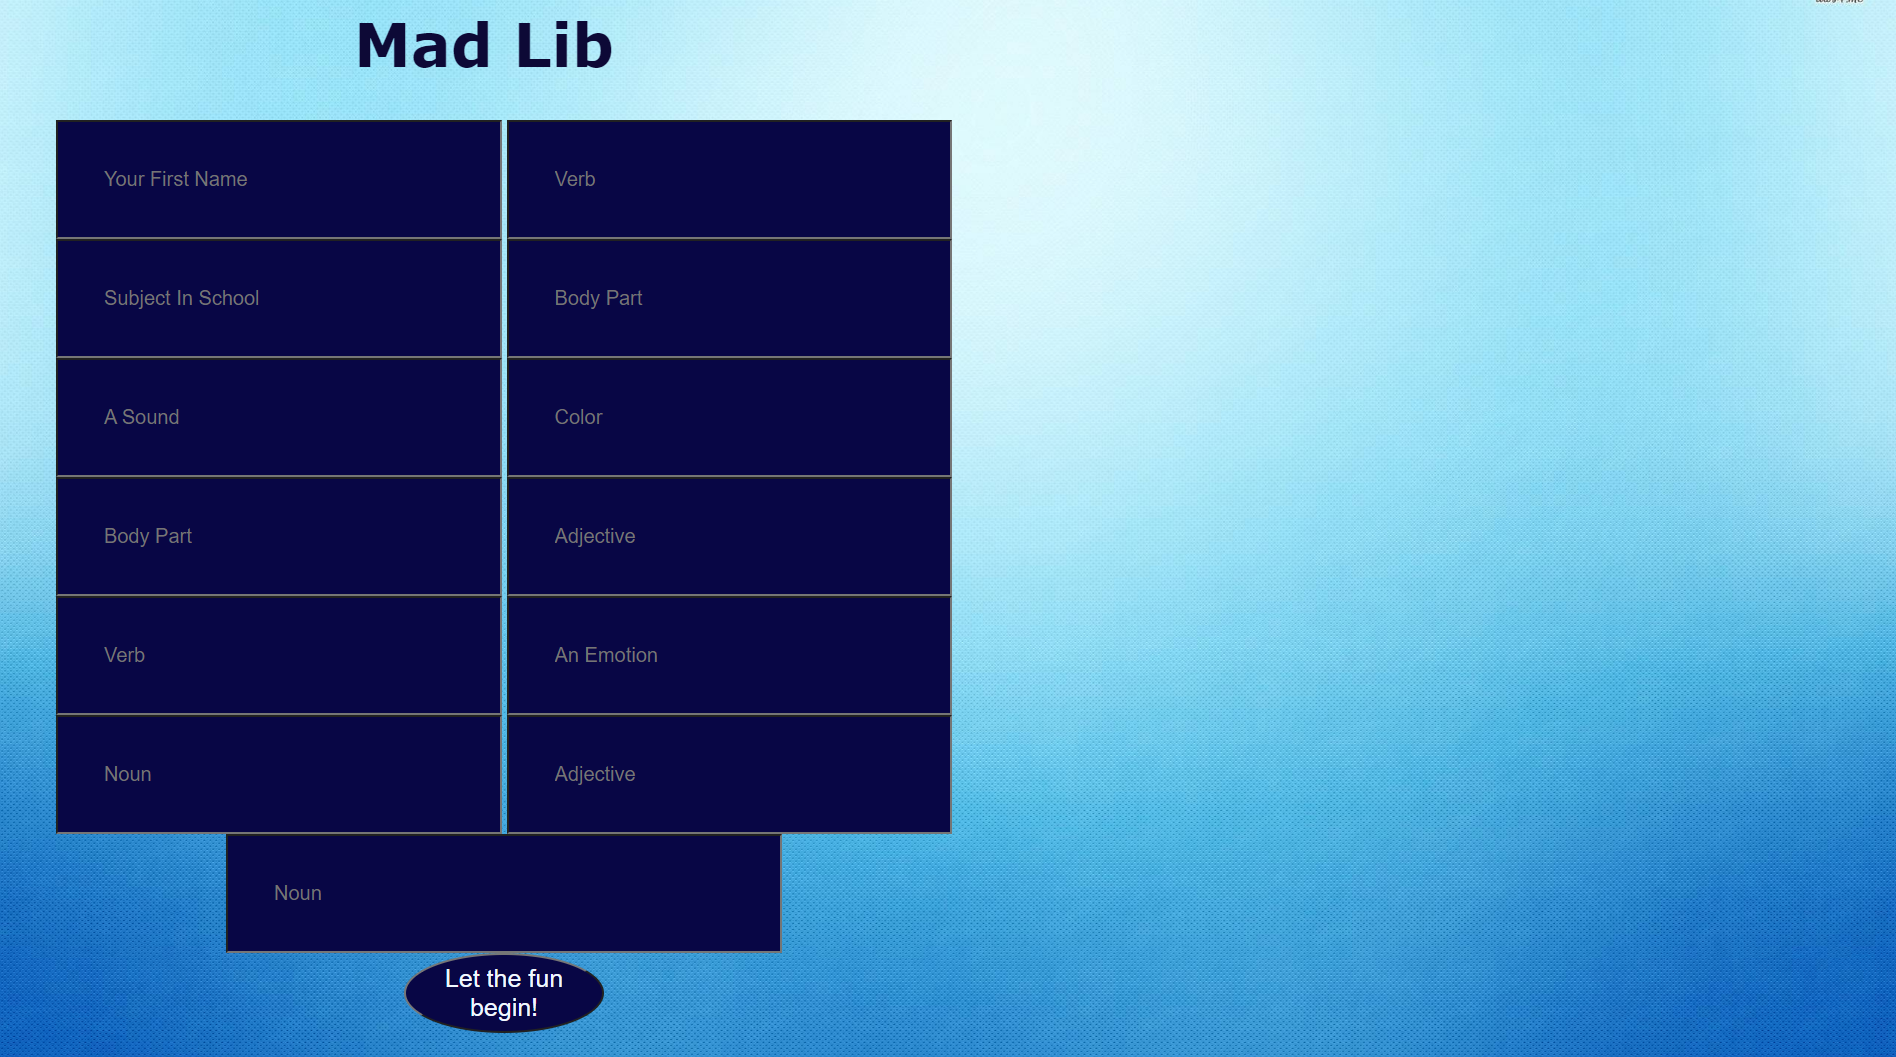 Mad Lib
Your First Name
Verb
Subject In School
Body Part
A Sound
Color
Body Part
Adjective
Verb
An Emotion
Noun
Adjective
Noun
Let the fun
begin!